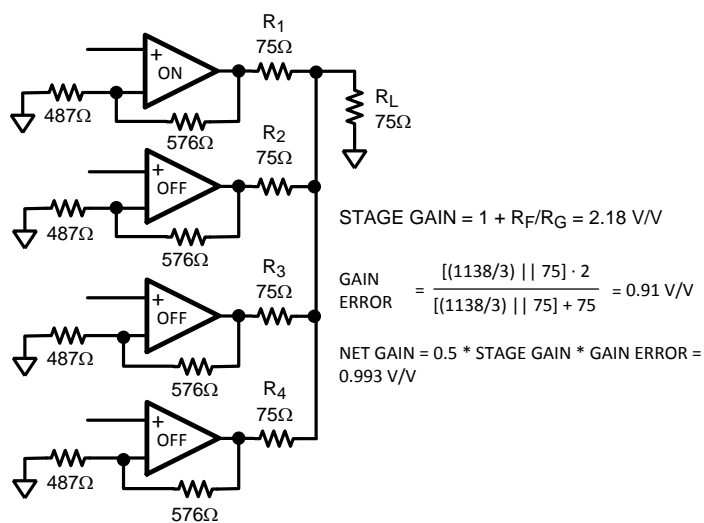 R1
75Ω
+
ON
487Ω
576Ω
RL
75Ω
R2
75Ω
+
OFF
487Ω
576Ω
STAGE GAIN = 1 + RF/RG = 2.18 V/V
GAIN
ERROR
=
[(1138/3) || 75] · 2
[(1138/3) || 75] + 75
= 0.91 V/V
R3
75Ω
+
OFF
487Ω
576Ω
NET GAIN = 0.5 * STAGE GAIN * GAIN ERROR =
0.993 V/V
R4
75Ω
+
OFF
487Ω
576Ω